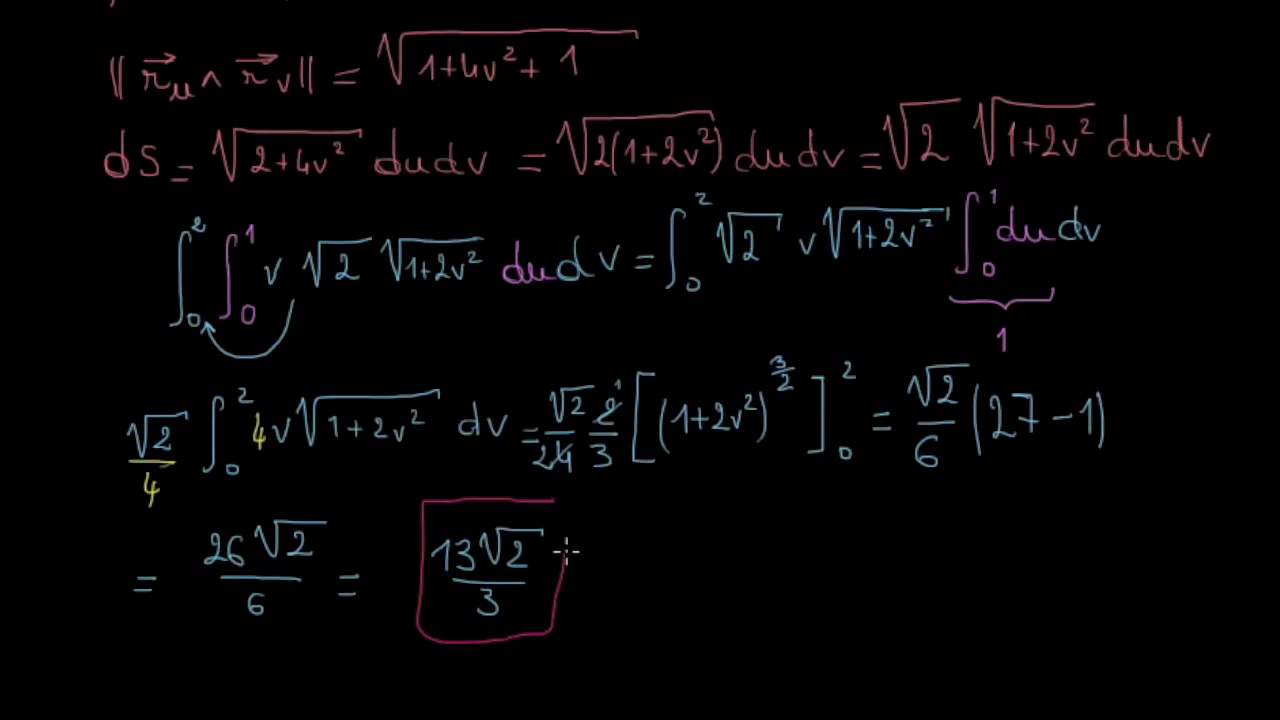 ‖ r⃗ᵤ ∧ r⃗ᵥ ‖ = √(1+4v²+1)
dS = √(2+4v²) du dv = √(2(1+2v²)) du dv = √2 √(1+2v²) du dv
∫₀² ∫₀¹ v √2 √(1+2v²) du dv = ∫₀² √2 v √(1+2v²) ∫₀¹ du dv
1
√2/4 ∫₀² 4v √(1+2v²) dv = √2/(2 4) 2/3 1 [(1+2v²)^(3/2)]₀² = √2/6 (27 − 1)
= 26√2/6 = 13√2/3